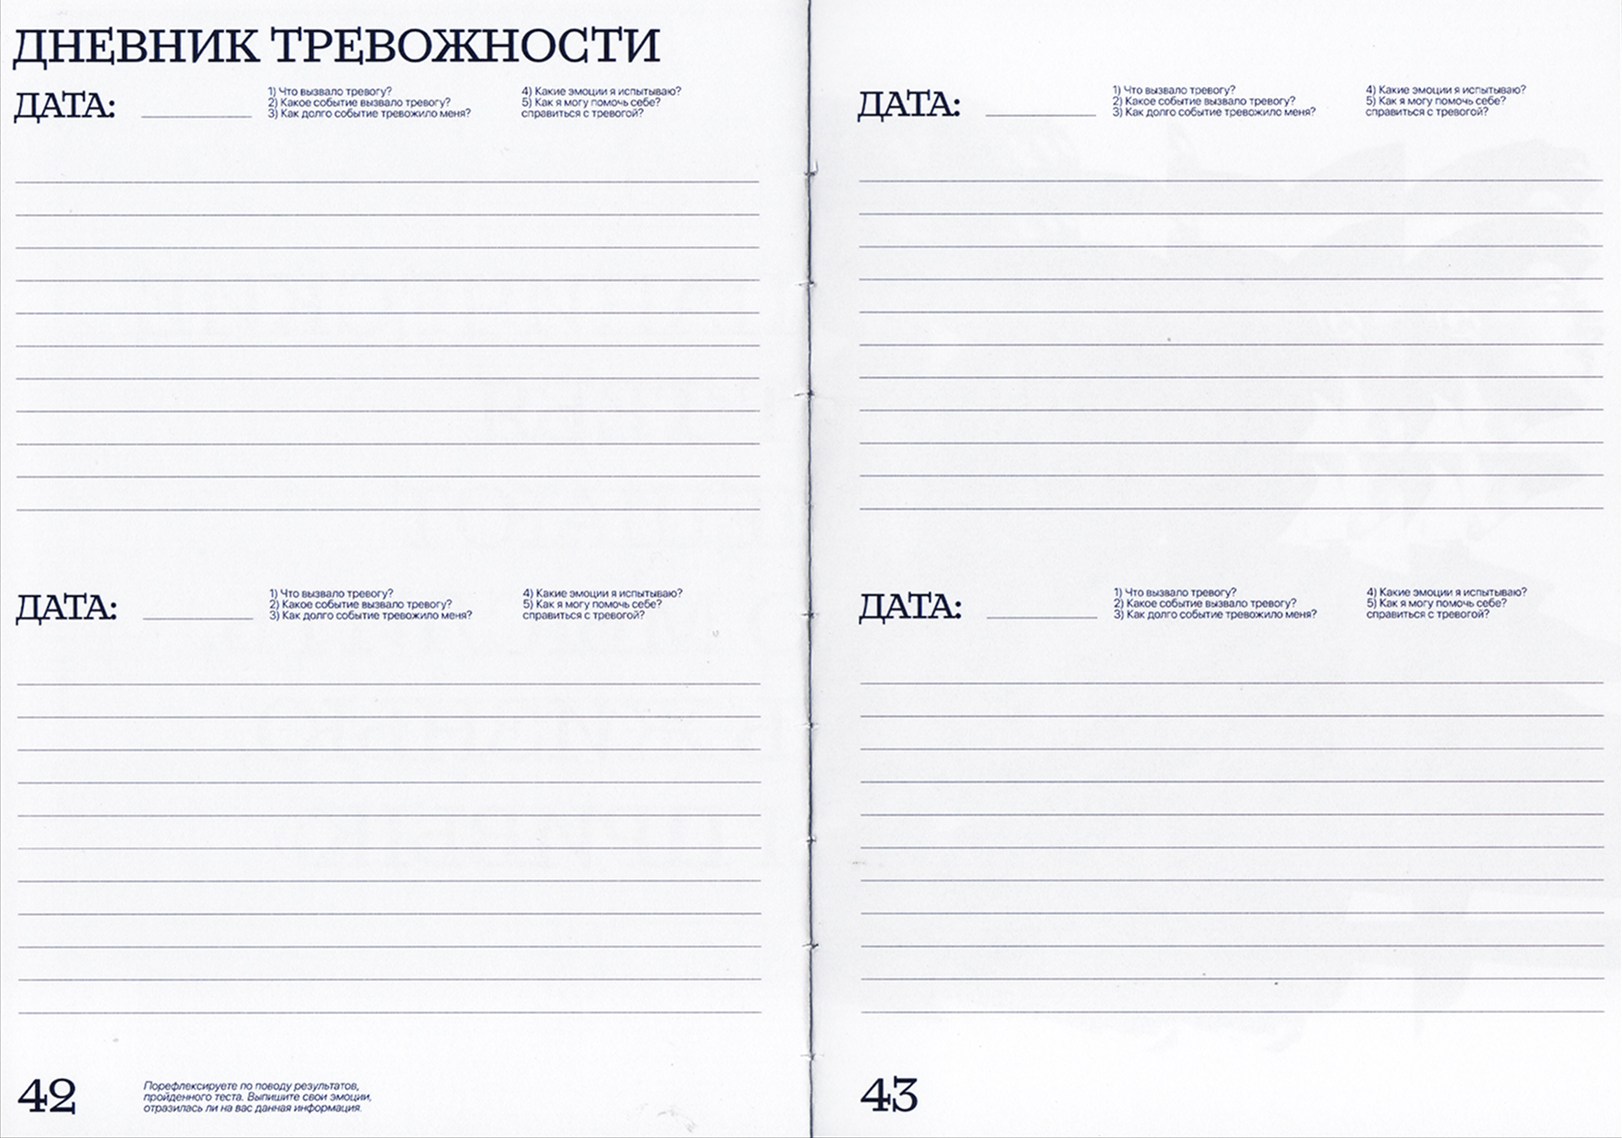 ДНЕВНИК ТРЕВОЖНОСТИ
ДАТА:
1) Что вызвало тревогу?
2) Какое событие вызвало тревогу?
3) Как долго событие тревожило меня?
4) Какие эмоции я испытываю?
5) Как я могу помочь себе?
справиться с тревогой?
ДАТА:
1) Что вызвало тревогу?
2) Какое событие вызвало тревогу?
3) Как долго событие тревожило меня?
4) Какие эмоции я испытываю?
5) Как я могу помочь себе?
справиться с тревогой?
42
Порефлексируете по поводу результатов,
пройденного теста. Выпишите свои эмоции,
отразилась ли на вас данная информация.
ДАТА:
1) Что вызвало тревогу?
2) Какое событие вызвало тревогу?
3) Как долго событие тревожило меня?
4) Какие эмоции я испытываю?
5) Как я могу помочь себе?
справиться с тревогой?
ДАТА:
1) Что вызвало тревогу?
2) Какое событие вызвало тревогу?
3) Как долго событие тревожило меня?
4) Какие эмоции я испытываю?
5) Как я могу помочь себе?
справиться с тревогой?
43